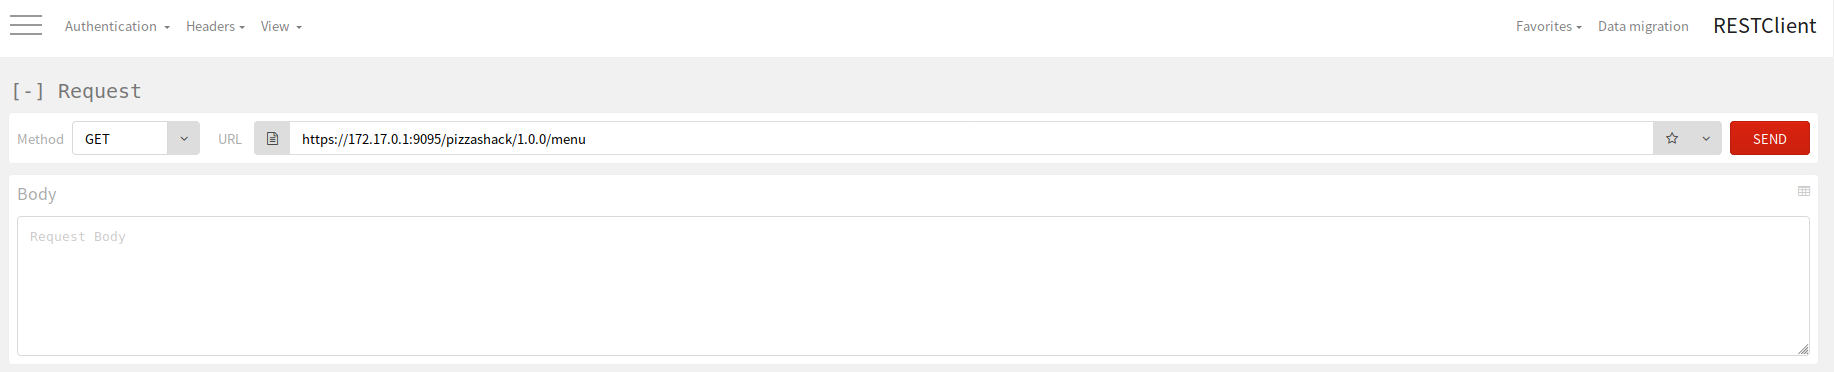 Authentication Headers View Favorites Data migration RESTClient
[-] Request
Method GET URL https://172.17.0.1:9095/pizzashack/1.0.0/menu SEND
Body
Request Body